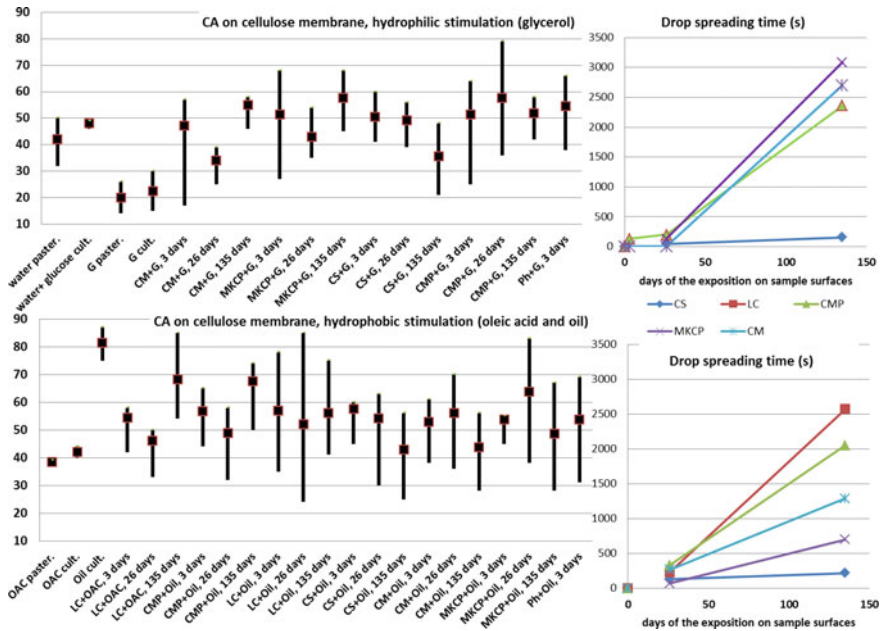 CA on cellulose membrane, hydrophilic stimulation (glycerol)
90
80
70
60
50
40
30
20
10
water paster.
water+ glucose cult.
G paster.
G cult.
CM+G, 3 days
CM+G, 26 days
CM+G, 135 days
MKCP+G, 3 days
MKCP+G, 26 days
MKCP+G, 135 days
CS+G, 3 days
CS+G, 26 days
CS+G, 135 days
CMP+G, 3 days
CMP+G, 26 days
CMP+G, 135 days
Ph+G, 3 days
Drop spreading time (s)
3500
3000
2500
2000
1500
1000
500
0
0 50 100 150
days of the exposition on sample surfaces
CS LC CMP
MKCP CM
CA on cellulose membrane, hydrophobic stimulation (oleic acid and oil)
90
80
70
60
50
40
30
20
10
OAC paster.
OAC cult.
Oil cult.
LC+OAC, 3 days
LC+OAC, 26 days
LC+OAC, 135 days
CMP+Oil, 3 days
CMP+Oil, 26 days
CMP+Oil, 135 days
LC+Oil, 3 days
LC+Oil, 26 days
LC+Oil, 135 days
CS+Oil, 3 days
CS+Oil, 26 days
CS+Oil, 135 days
CM+Oil, 3 days
CM+Oil, 26 days
CM+Oil, 135 days
MKCP+Oil, 3 days
MKCP+Oil, 26 days
MKCP+Oil, 135 days
Ph+Oil, 3 days
Drop spreading time (s)
3500
3000
2500
2000
1500
1000
500
0
0 50 100 150
days of the exposition on sample surfaces